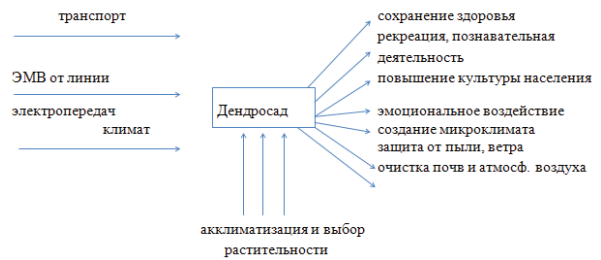 транспорт
ЭМВ от линии
электропередач
климат
Дендросад
сохранение здоровья
рекреация, познавательная
деятельность
повышение культуры населения
эмоциональное воздействие
создание микроклимата
защита от пыли, ветра
очистка почв и атмосф. воздуха
акклиматизация и выбор
растительности